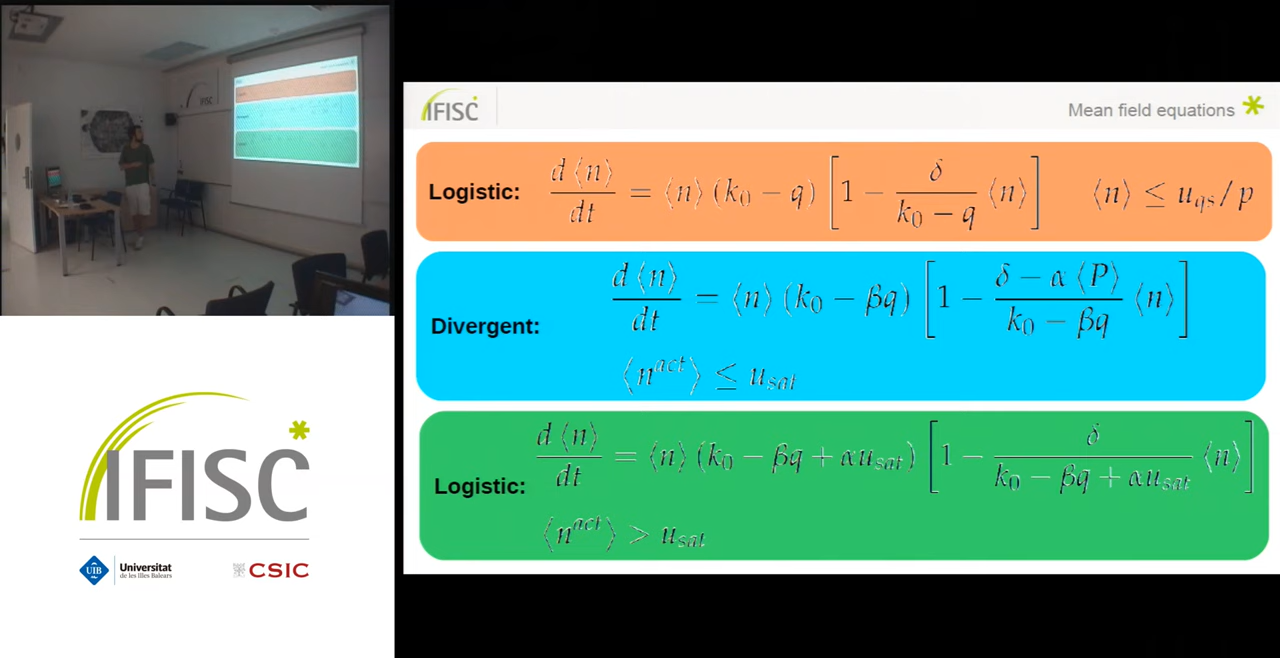 IFISC
Mean field equations
Logistic: d⟨n⟩/dt = ⟨n⟩ (k₀ − q) [1 − δ/(k₀ − q) ⟨n⟩] ⟨n⟩ ≤ u_qs/p
Divergent: d⟨n⟩/dt = ⟨n⟩ (k₀ − βq) [1 − (δ − α⟨P⟩)/(k₀ − βq) ⟨n⟩]
⟨n^act⟩ ≤ u_sat
Logistic: d⟨n⟩/dt = ⟨n⟩ (k₀ − βq + αu_sat) [1 − δ/(k₀ − βq + αu_sat) ⟨n⟩]
⟨n^act⟩ > u_sat
IFISC
UIB
Universitat
de les Illes Balears
CSIC